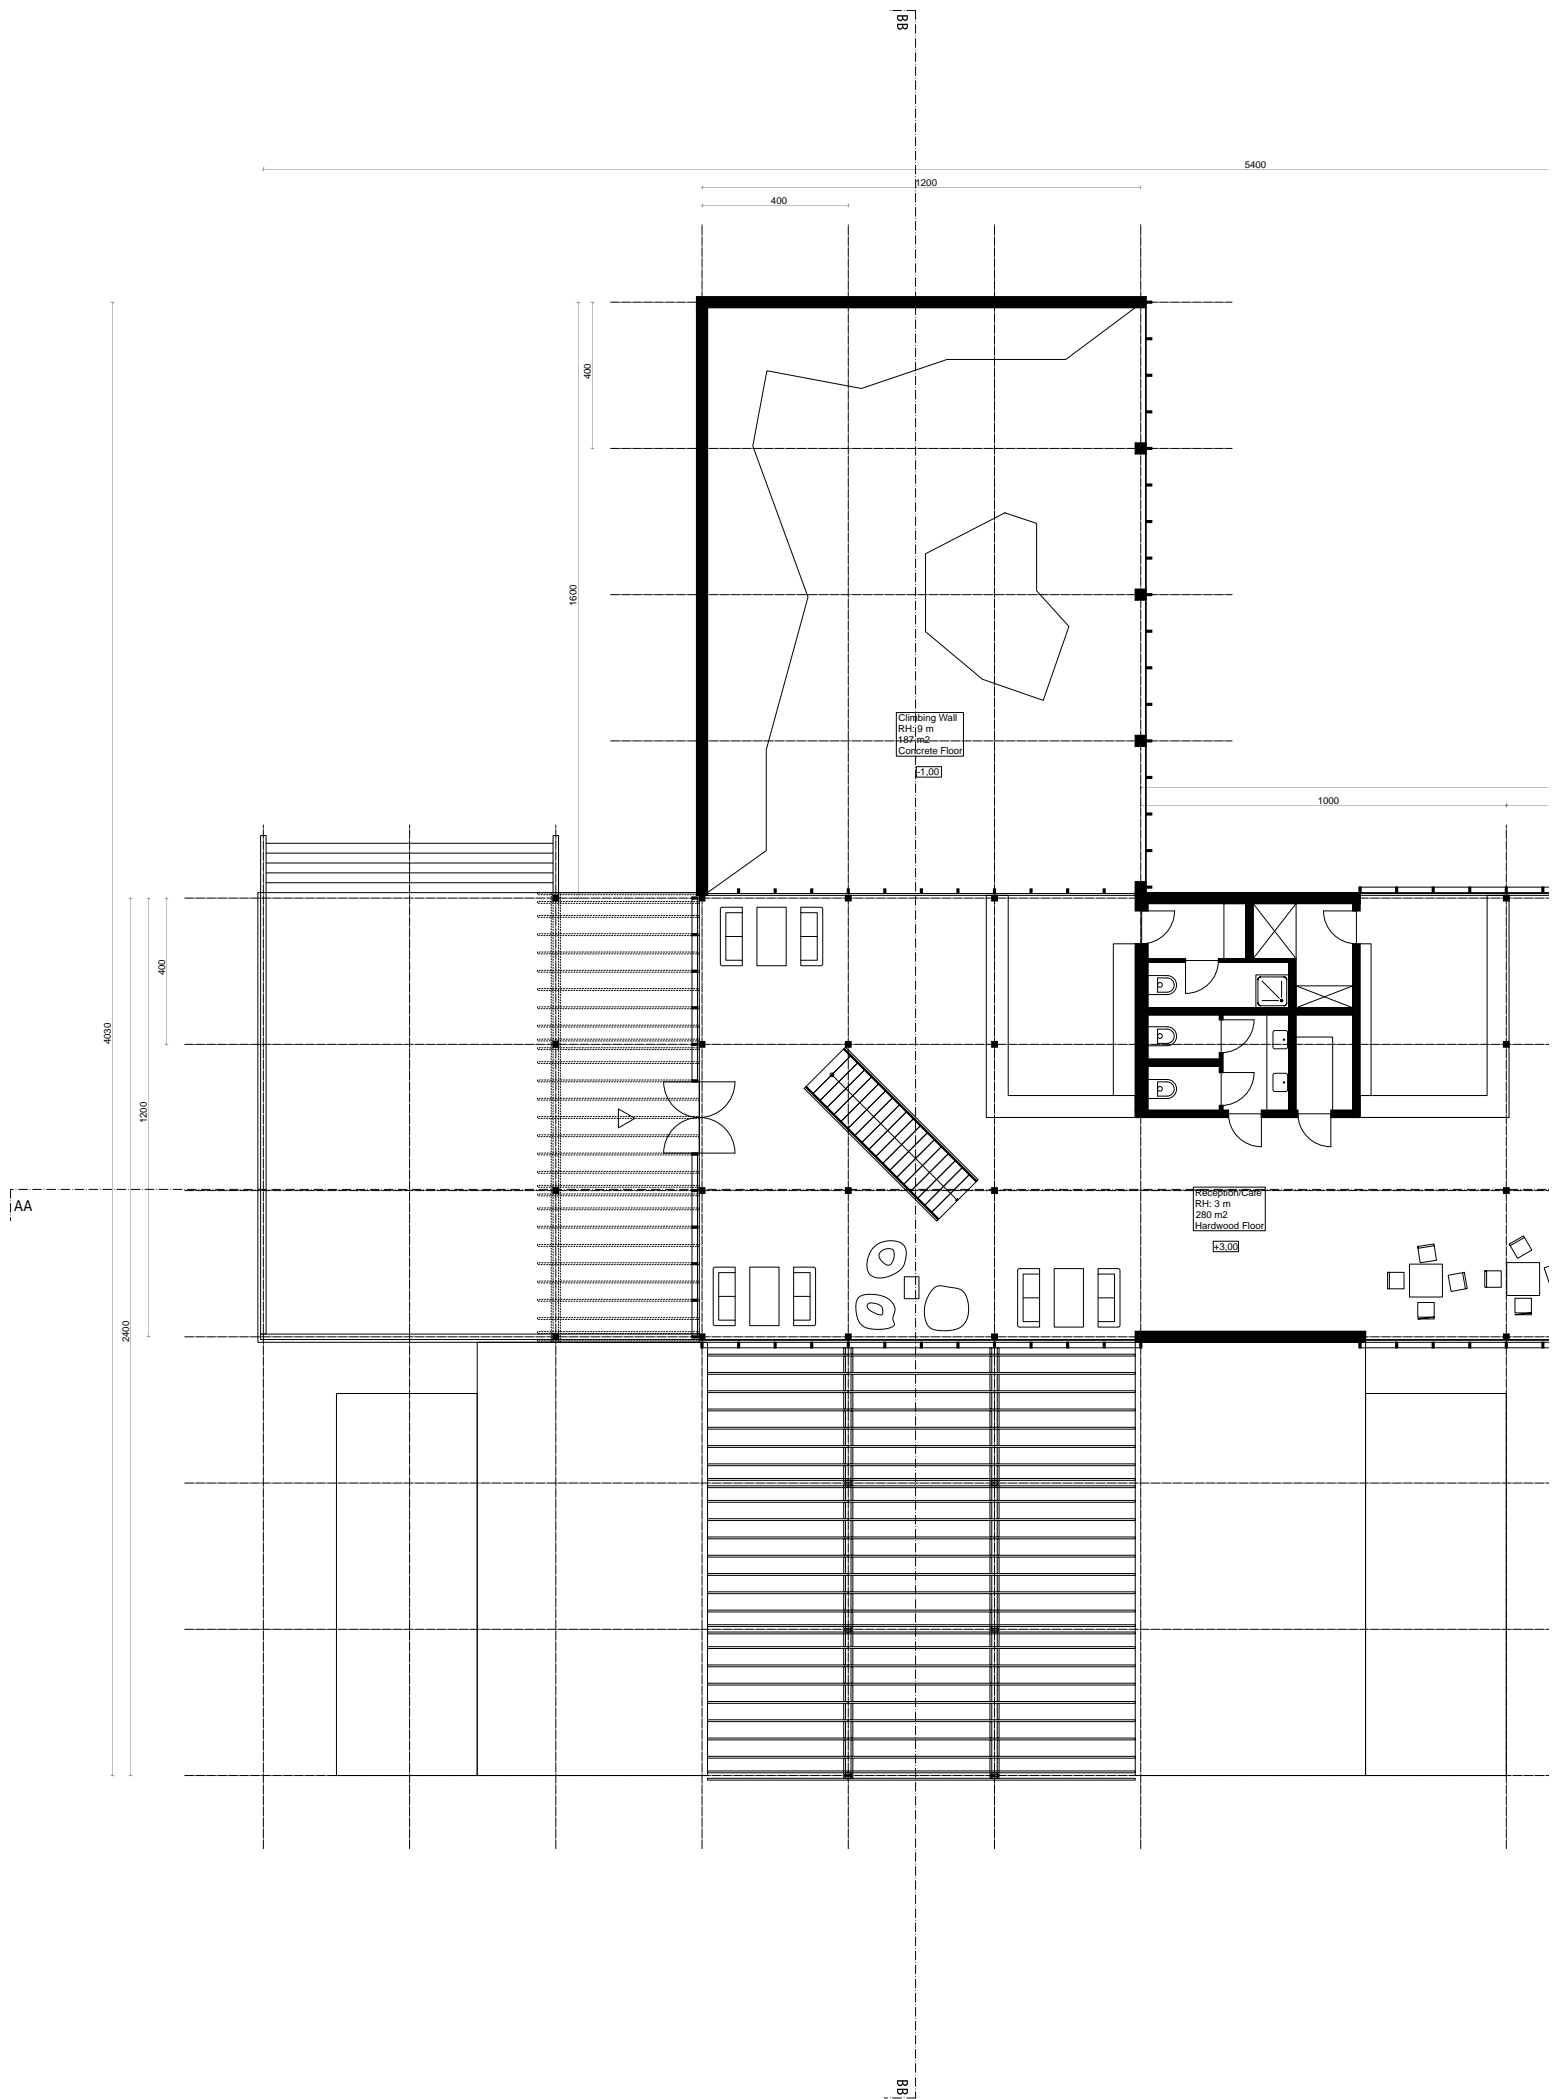 BB
5400
1200
400
400
1600
Climbing Wall
RH: 9 m
187 m2
Concrete Floor
-1,00
1000
400
4030
1200
AA
Reception/Cafe
RH: 3 m
280 m2
Hardwood Floor
+3,00
2400
BB